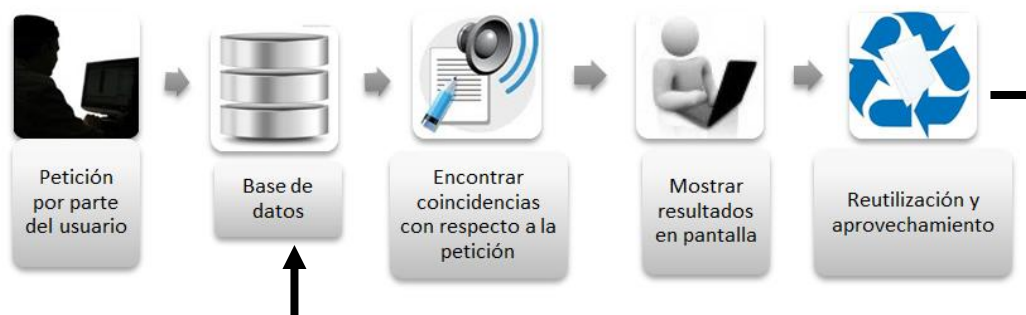 Petición
por parte
del usuario
Base de
datos
Encontrar
coincidencias
con respecto a la
petición
Mostrar
resultados
en pantalla
Reutilización y
aprovechamiento